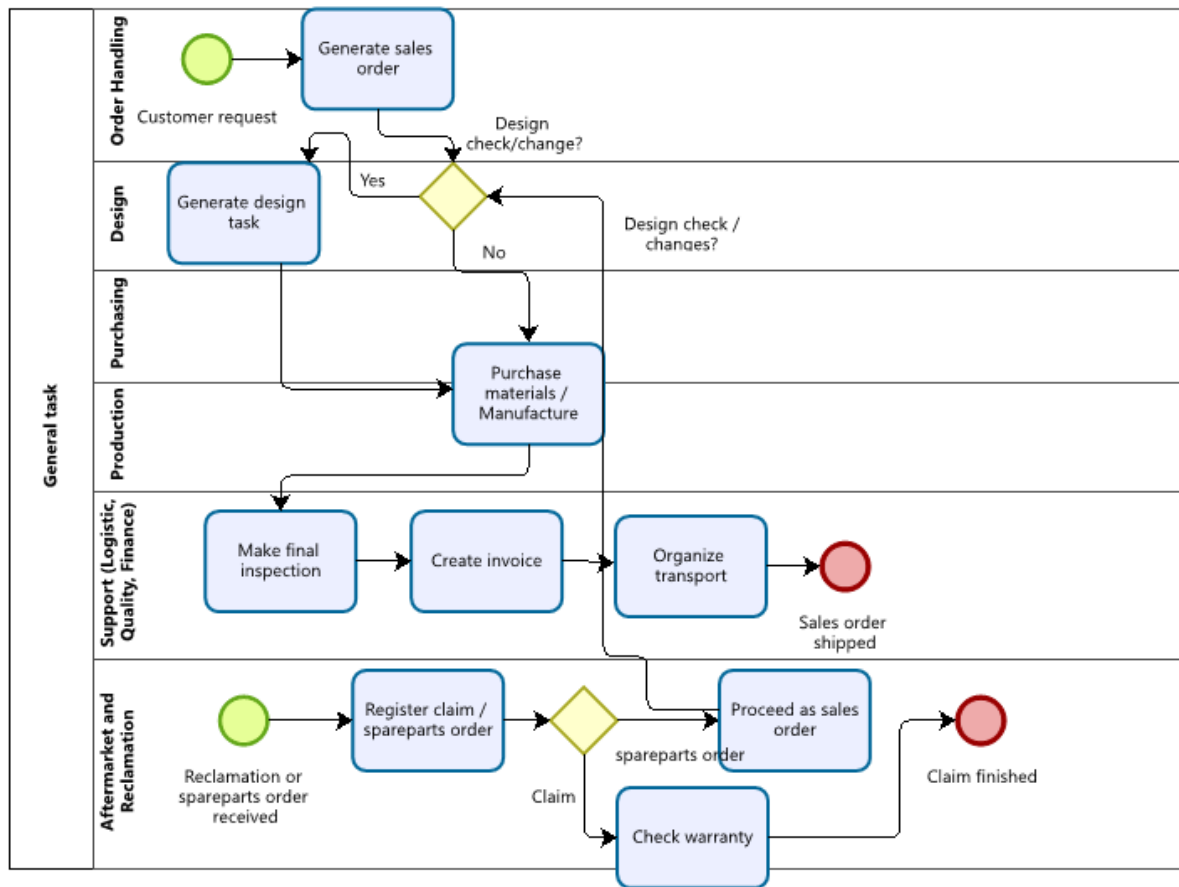 General task
Order Handling
Customer request
Generate sales
order
Design
check/change?
Design
Generate design
task
Yes
No
Design check /
changes?
Purchasing
Purchase
materials /
Manufacture
Production
Support (Logistic,
Quality, Finance)
Make final
inspection
Create invoice
Organize
transport
Sales order
shipped
Aftermarket and
Reclamation
Reclamation or
spareparts order
received
Register claim /
spareparts order
spareparts order
Proceed as sales
order
Claim
Check warranty
Claim finished